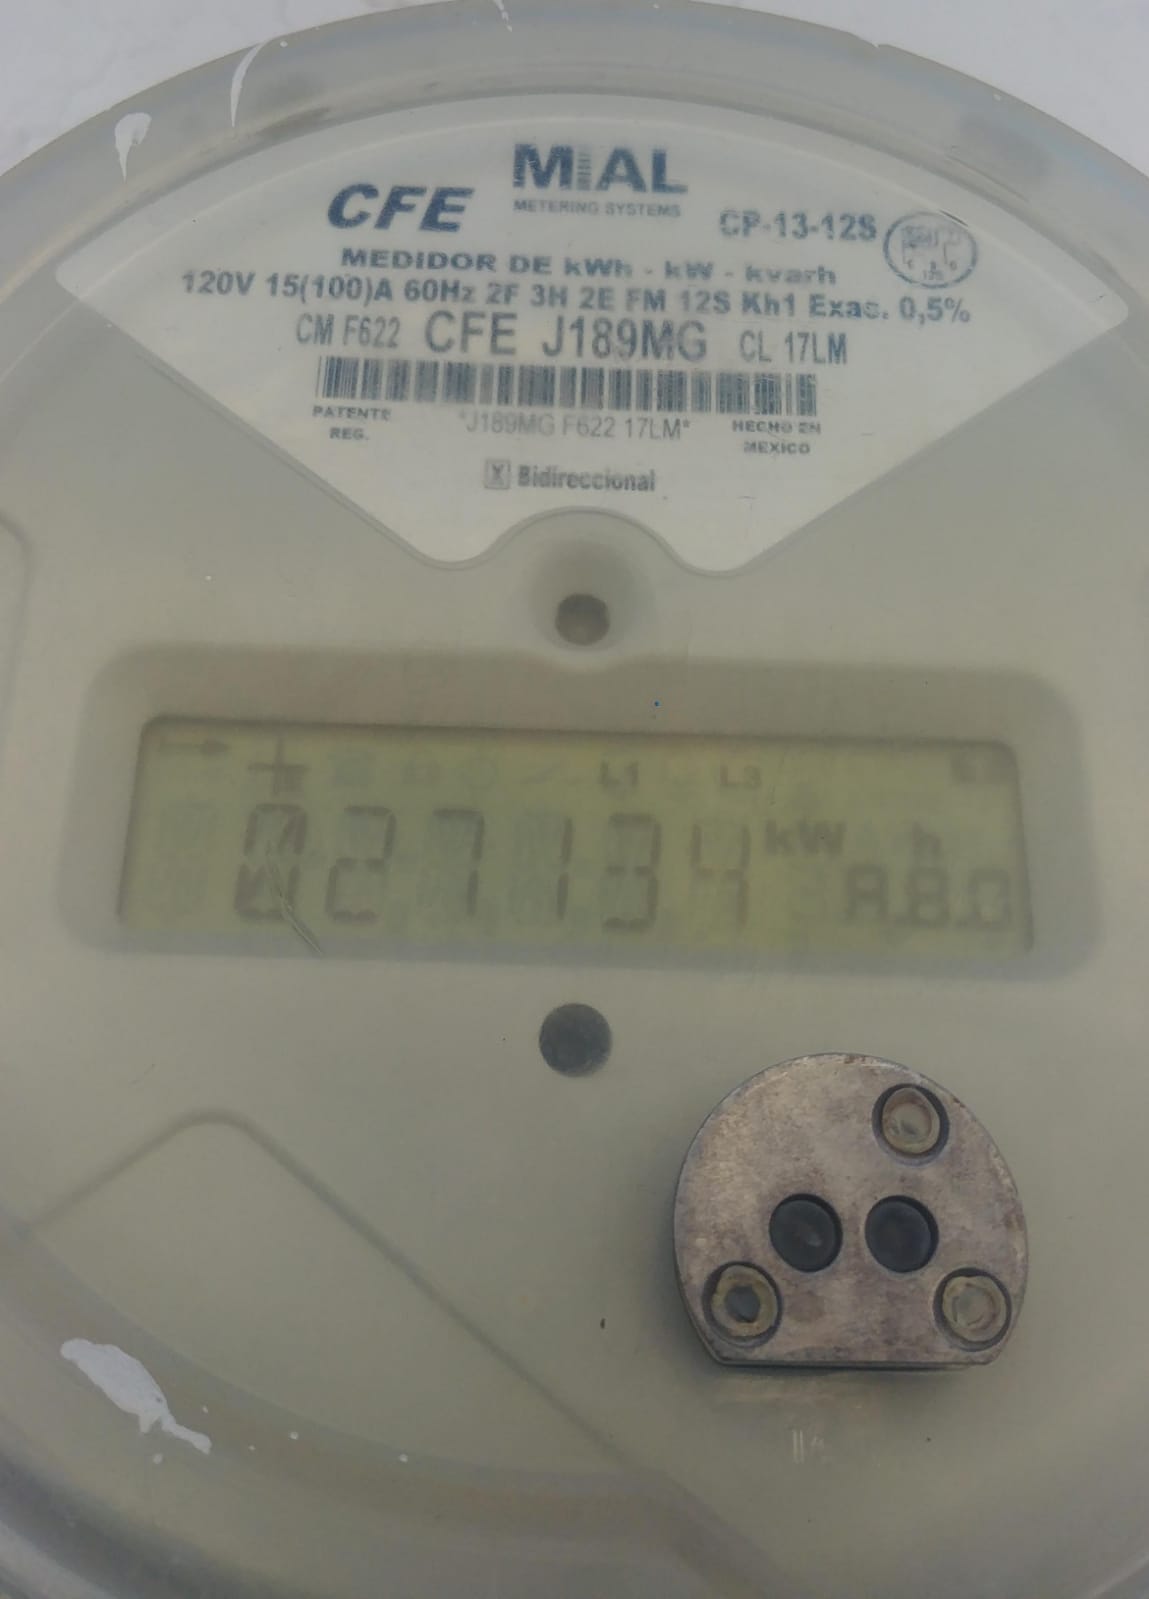 MIAL
METERING SYSTEMS
CFE
CP-13-12S
MEDIDOR DE kWh - kW - kvarh
120V 15(100)A 60Hz 2F 3H 2E FM 12S Kh1 Exac. 0,5%
CM F622 CFE J189MG CL 17LM
PATENTE REG.
*J189MG F622 17LM*
HECHO EN MEXICO
X Bidireccional
L1 L3
027134 kWh